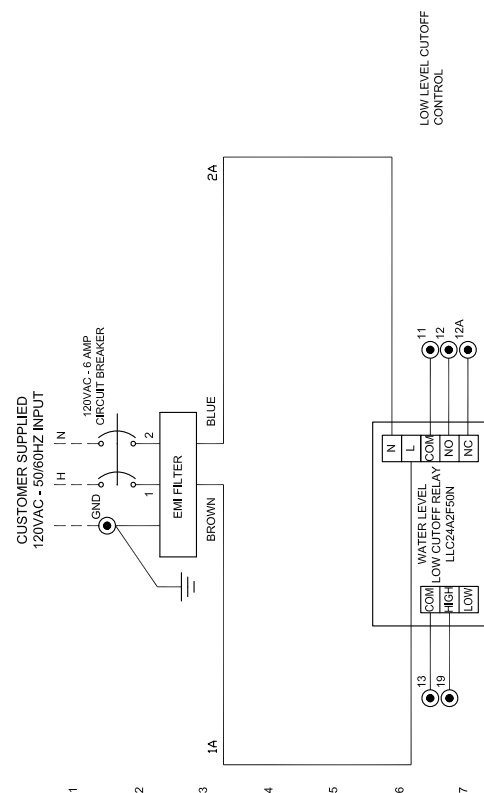 CUSTOMER SUPPLIED
120VAC - 50/60HZ INPUT
H
N
GND
120VAC - 6 AMP
CIRCUIT BREAKER
1
2
EMI FILTER
BROWN
BLUE
1A
2A
1
2
3
4
5
6
7
WATER LEVEL
LOW CUTOFF RELAY
LLC24A2F50N
COM
HIGH
LOW
N
L
COM
NO
NC
13
19
11
12
12A
LOW LEVEL CUTOFF
CONTROL